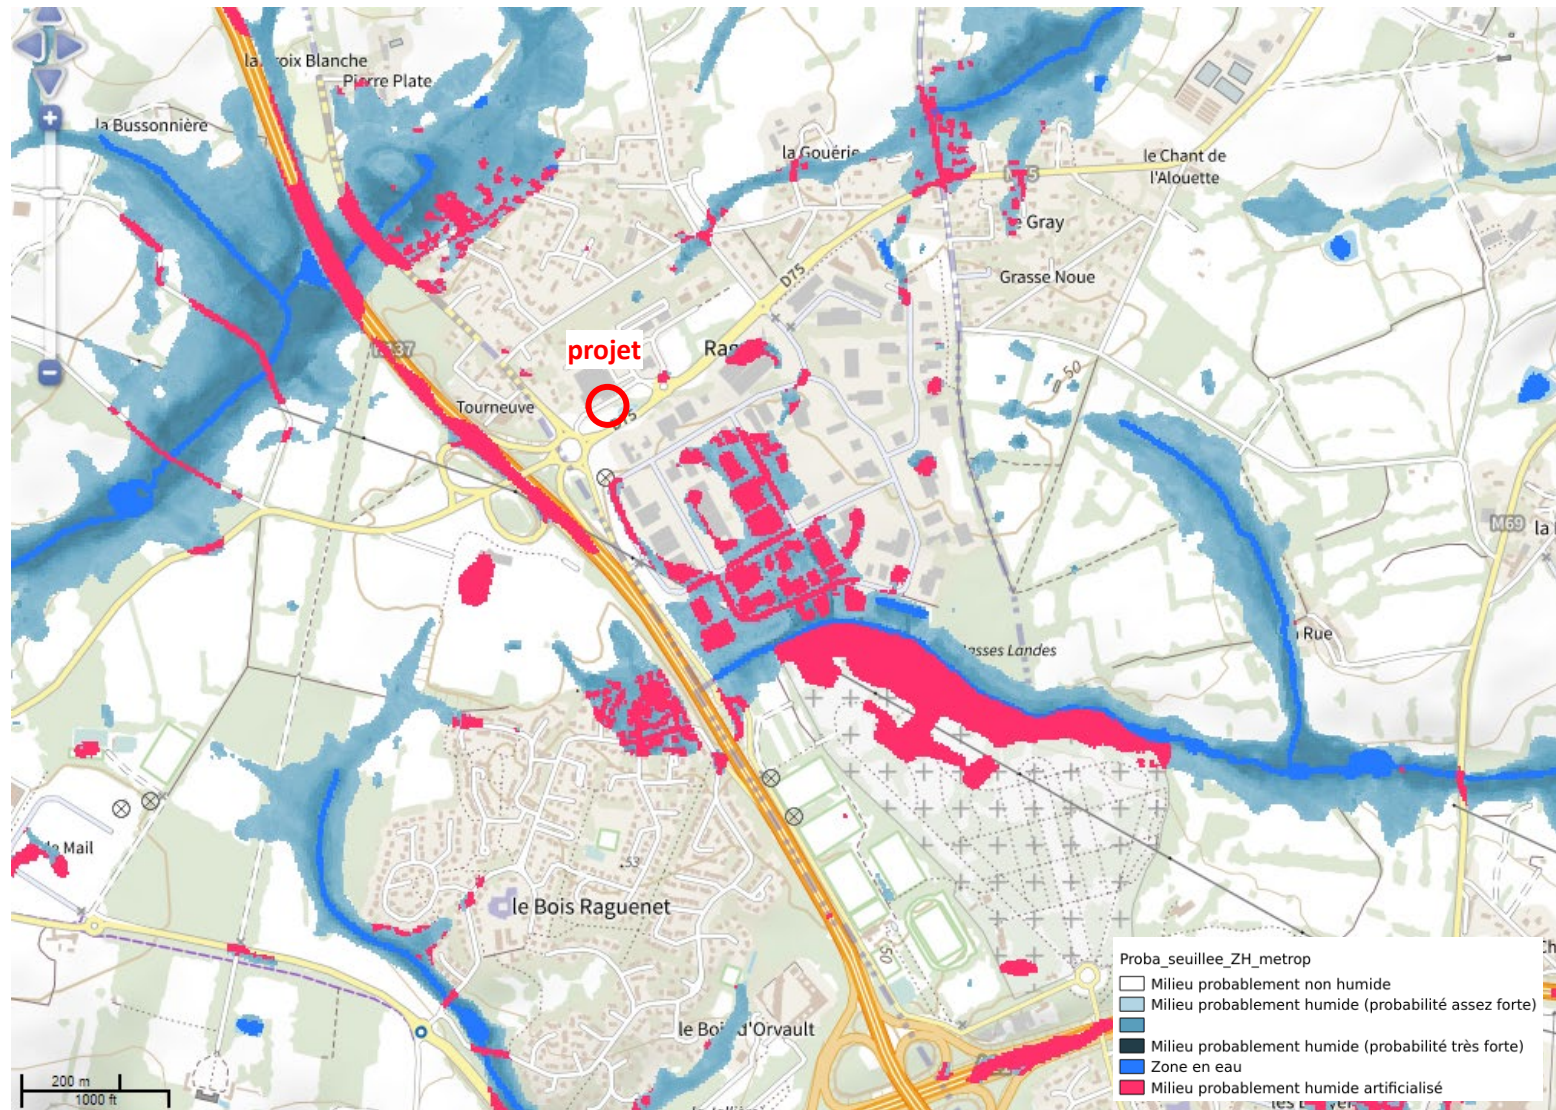 la Croix Blanche
Pierre Plate
la Bussonnière
la Gouérie
le Chant de
l'Alouette
le Gray
Grasse Noue
D75
projet
Tourneuve
D75
50
M69
la
la Rue
Basses Landes
le Mail
53
le Bois Raguenet
50
le Bois d'Orvault
Proba_seuillee_ZH_metrop
Milieu probablement non humide
Milieu probablement humide (probabilité assez forte)
Milieu probablement humide (probabilité très forte)
Zone en eau
Milieu probablement humide artificialisé
200 m
1000 ft